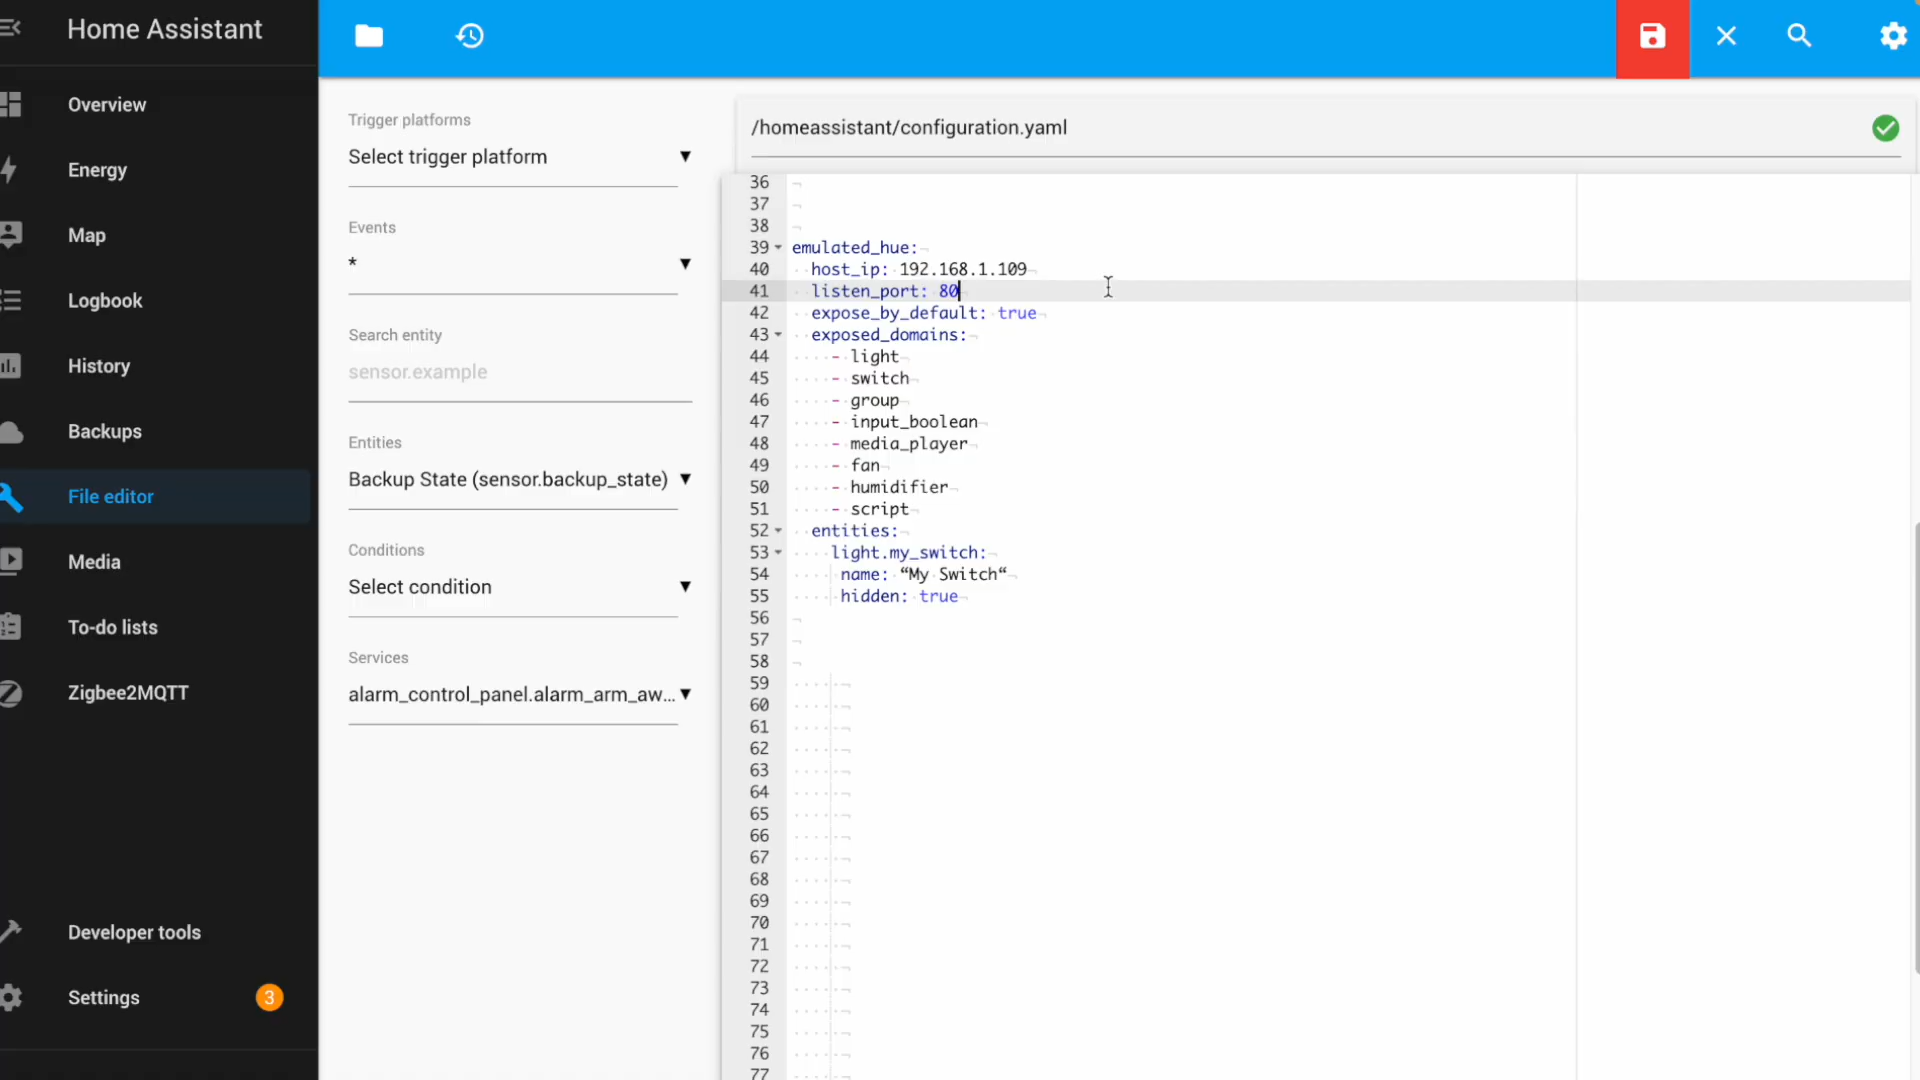 Home Assistant
Overview
Energy
Map
Logbook
History
Backups
File editor
Media
To-do lists
Zigbee2MQTT
Developer tools
Settings
3
Trigger platforms
Select trigger platform
Events
*
Search entity
sensor.example
Entities
Backup State (sensor.backup_state)
Conditions
Select condition
Services
alarm_control_panel.alarm_arm_aw...
/homeassistant/configuration.yaml
36
37
38
39 emulated_hue:
40 host_ip: 192.168.1.109
41 listen_port: 80
42 expose_by_default: true
43 exposed_domains:
44 - light
45 - switch
46 - group
47 - input_boolean
48 - media_player
49 - fan
50 - humidifier
51 - script
52 entities:
53 light.my_switch:
54 name: “My Switch“
55 hidden: true
56
57
58
59
60
61
62
63
64
65
66
67
68
69
70
71
72
73
74
75
76
77